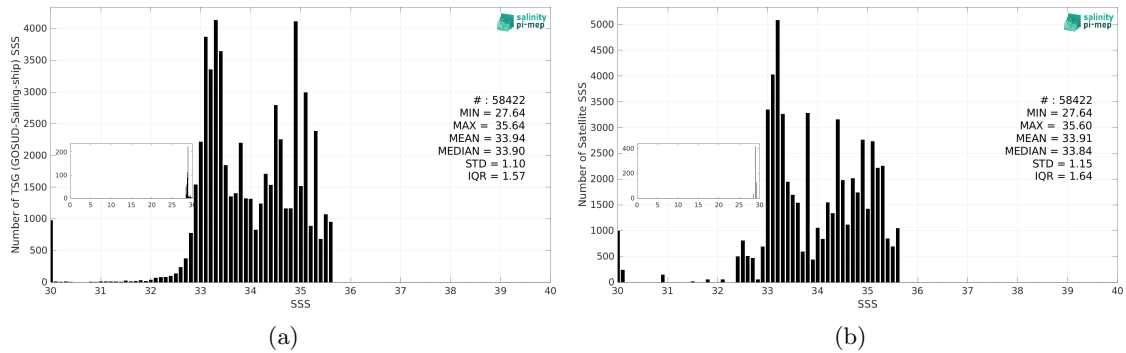 Number of TSG (GOSUD-Sailing-ship) SSS
4000
3500
3000
2500
2000
1500
1000
500
0
30 31 32 33 34 35 36 37 38 39 40
SSS
salinity
pi-mep
# : 58422
MIN = 27.64
MAX = 35.64
MEAN = 33.94
MEDIAN = 33.90
STD = 1.10
IQR = 1.57
200
100
0
0 5 10 15 20 25 30
(a)
Number of Satellite SSS
5000
4500
4000
3500
3000
2500
2000
1500
1000
500
0
30 31 32 33 34 35 36 37 38 39 40
SSS
salinity
pi-mep
# : 58422
MIN = 27.64
MAX = 35.60
MEAN = 33.91
MEDIAN = 33.84
STD = 1.15
IQR = 1.64
400
200
0
0 5 10 15 20 25 30
(b)